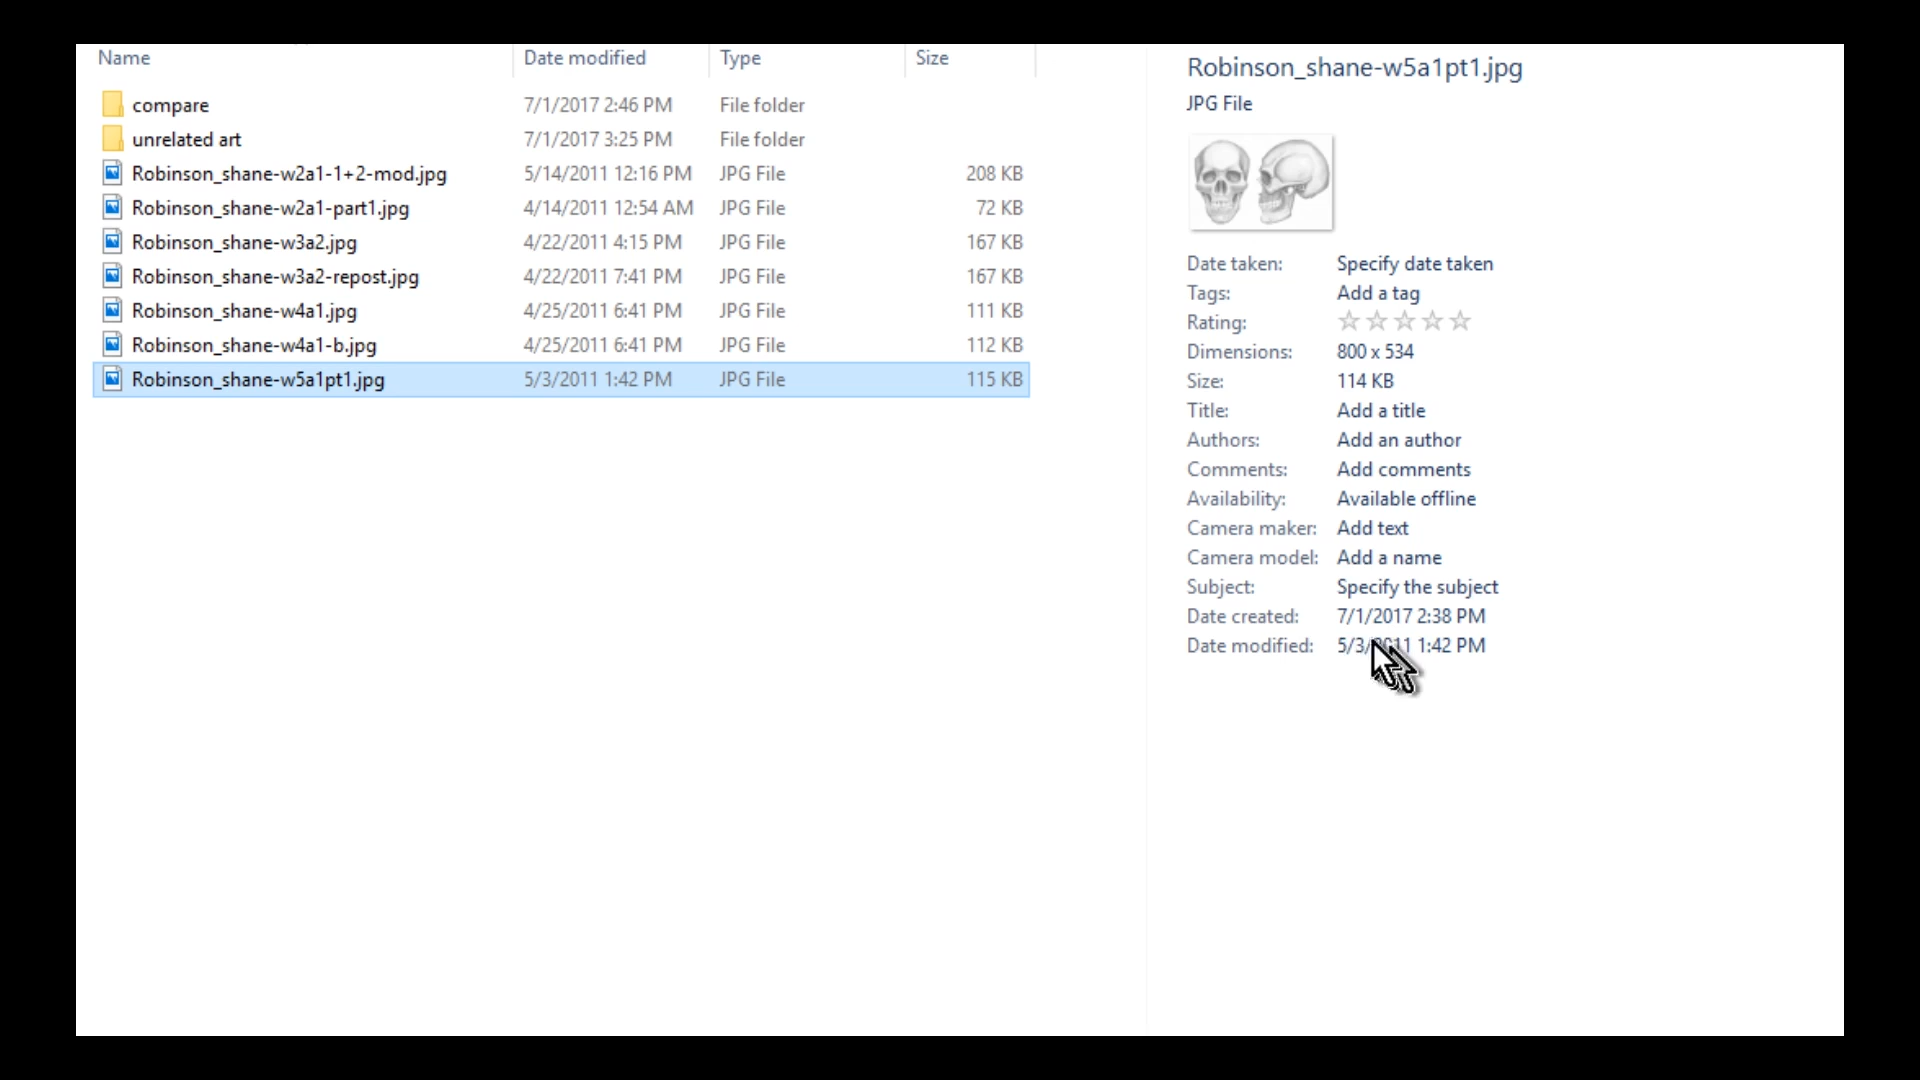 Name Date modified Type Size
compare 7/1/2017 2:46 PM File folder
unrelated art 7/1/2017 3:25 PM File folder
Robinson_shane-w2a1-1+2-mod.jpg 5/14/2011 12:16 PM JPG File 208 KB
Robinson_shane-w2a1-part1.jpg 4/14/2011 12:54 AM JPG File 72 KB
Robinson_shane-w3a2.jpg 4/22/2011 4:15 PM JPG File 167 KB
Robinson_shane-w3a2-repost.jpg 4/22/2011 7:41 PM JPG File 167 KB
Robinson_shane-w4a1.jpg 4/25/2011 6:41 PM JPG File 111 KB
Robinson_shane-w4a1-b.jpg 4/25/2011 6:41 PM JPG File 112 KB
Robinson_shane-w5a1pt1.jpg 5/3/2011 1:42 PM JPG File 115 KB
Robinson_shane-w5a1pt1.jpg
JPG File
Date taken: Specify date taken
Tags: Add a tag
Rating:
Dimensions: 800 x 534
Size: 114 KB
Title: Add a title
Authors: Add an author
Comments: Add comments
Availability: Available offline
Camera maker: Add text
Camera model: Add a name
Subject: Specify the subject
Date created: 7/1/2017 2:38 PM
Date modified: 5/3/2011 1:42 PM